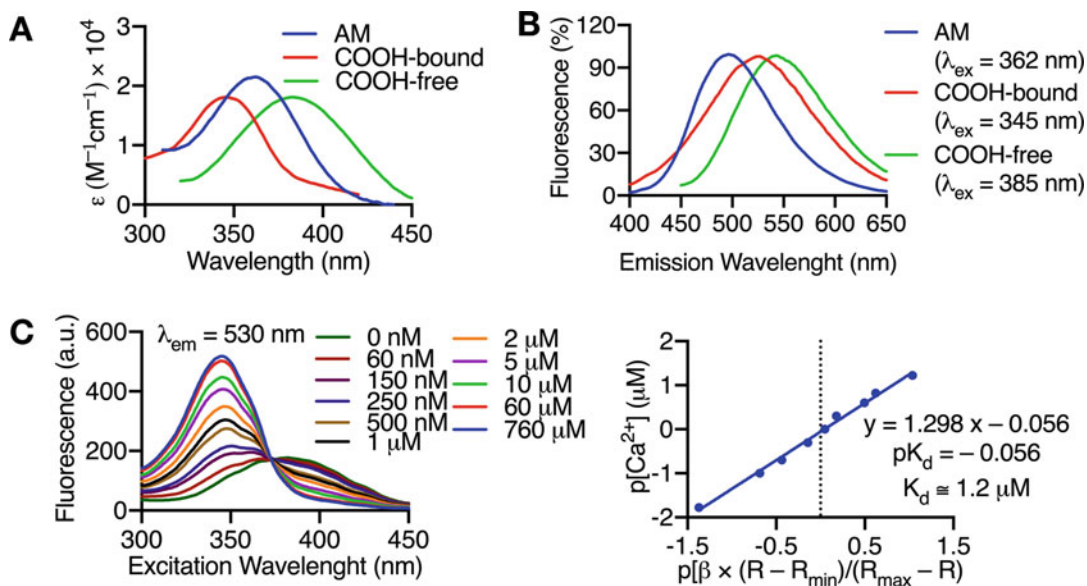 A
ε (M⁻¹cm⁻¹) × 10⁴
3
2
1
0
300
350
400
450
Wavelength (nm)
AM
COOH-bound
COOH-free
B
Fluorescence (%)
120
90
60
30
0
400
450
500
550
600
650
Emission Wavelenght (nm)
AM
(λex = 362 nm)
COOH-bound
(λex = 345 nm)
COOH-free
(λex = 385 nm)
C
Fluorescence (a.u.)
600
400
200
0
300
350
400
450
Excitation Wavelenght (nm)
λem = 530 nm
0 nM
60 nM
150 nM
250 nM
500 nM
1 μM
2 μM
5 μM
10 μM
60 μM
760 μM
p[Ca²⁺] (μM)
2
1
0
-1
-2
-1.5
-0.5
0.5
1.5
p[β × (R – Rmin)/(Rmax – R)
y = 1.298 x – 0.056
pKd = – 0.056
Kd ≅ 1.2 μM